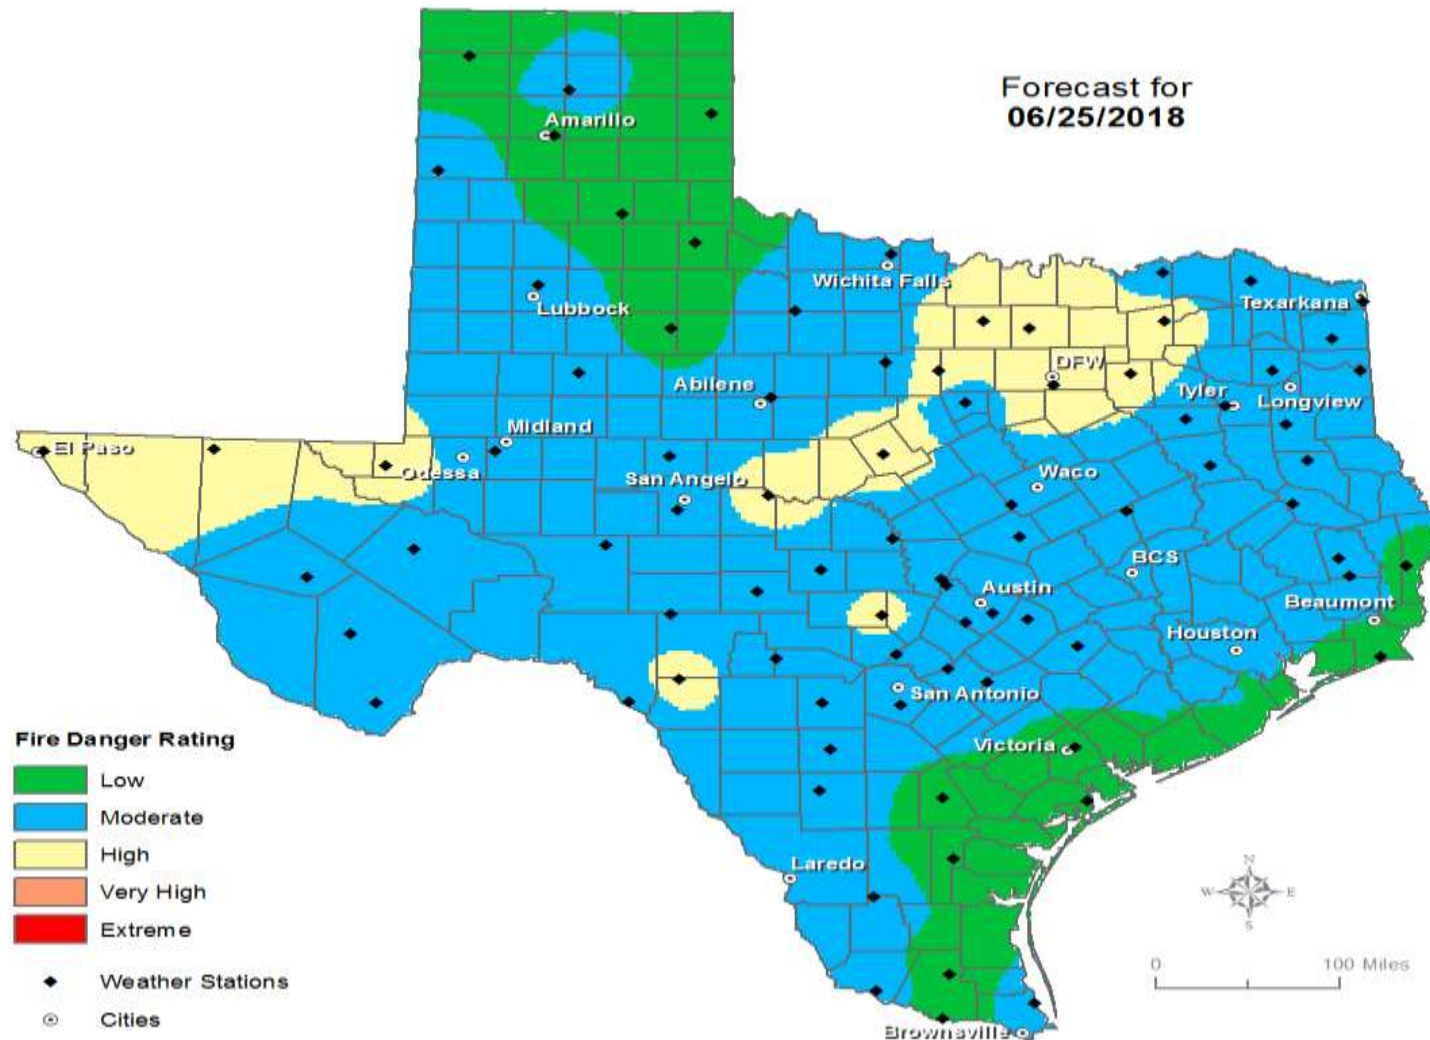 Forecast for
06/25/2018
Amarillo
Wichita Falls
Texarkana
Lubbock
DFW
Abilene
Tyler
Longview
El Paso
Midland
Odessa
San Angelo
Waco
BCS
Austin
Beaumont
Houston
San Antonio
Victoria
Laredo
Brownsville
Fire Danger Rating
Low
Moderate
High
Very High
Extreme
Weather Stations
Cities
N
W E
S
0 100 Miles